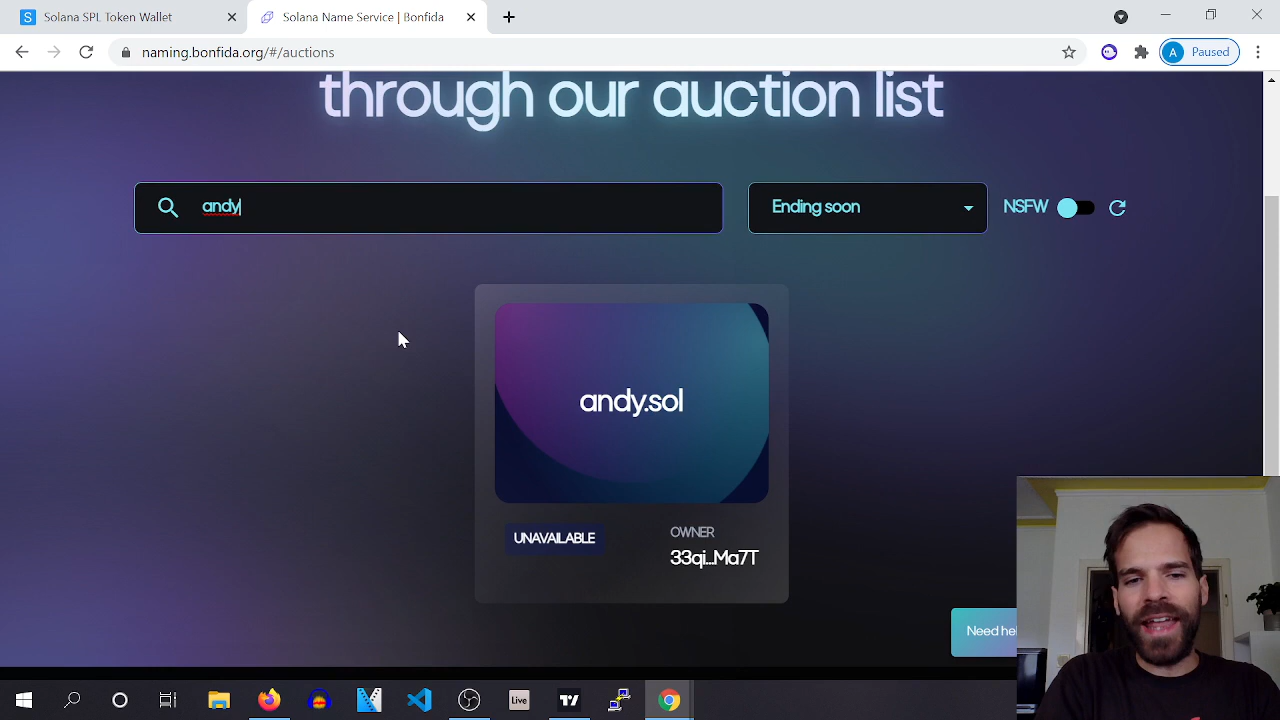 Solana SPL Token Wallet
Solana Name Service | Bonfida
naming.bonfida.org/#/auctions
A Paused
through our auction list
andy
Ending soon
NSFW
andy.sol
UNAVAILABLE
OWNER
33qi...Ma7T
Need
Live